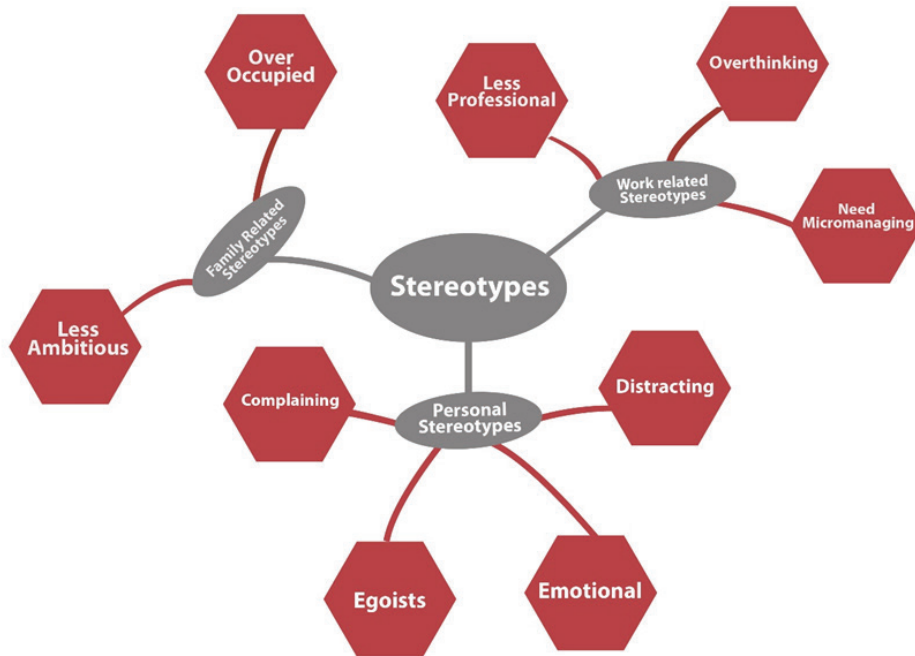 Over
Occupied
Less
Professional
Overthinking
Work related
Stereotypes
Need
Micromanaging
Family Related
Stereotypes
Stereotypes
Less
Ambitious
Complaining
Personal
Stereotypes
Distracting
Egoists
Emotional